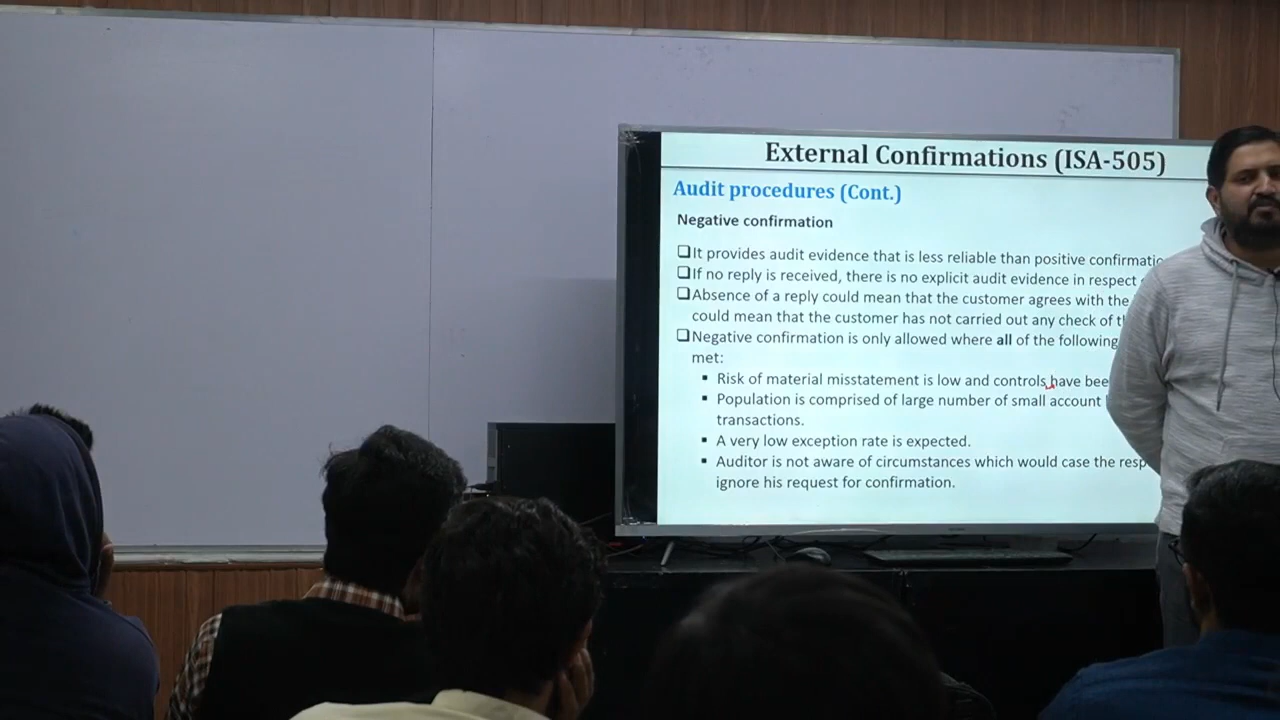 External Confirmations (ISA-505)
Audit procedures (Cont.)
Negative confirmation
❑It provides audit evidence that is less reliable than positive confirmatio
❑If no reply is received, there is no explicit audit evidence in respect
❑Absence of a reply could mean that the customer agrees with the
could mean that the customer has not carried out any check of
❑Negative confirmation is only allowed where all of the following
met:
▪ Risk of material misstatement is low and controls have bee
▪ Population is comprised of large number of small account
transactions.
▪ A very low exception rate is expected.
▪ Auditor is not aware of circumstances which would case the resp
ignore his request for confirmation.